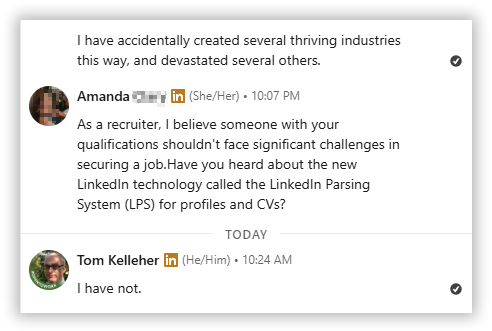 I have accidentally created several thriving industries
this way, and devastated several others.
Amanda in (She/Her) • 10:07 PM
As a recruiter, I believe someone with your
qualifications shouldn't face significant challenges in
securing a job.Have you heard about the new
LinkedIn technology called the LinkedIn Parsing
System (LPS) for profiles and CVs?
TODAY
Tom Kelleher in (He/Him) • 10:24 AM
I have not.